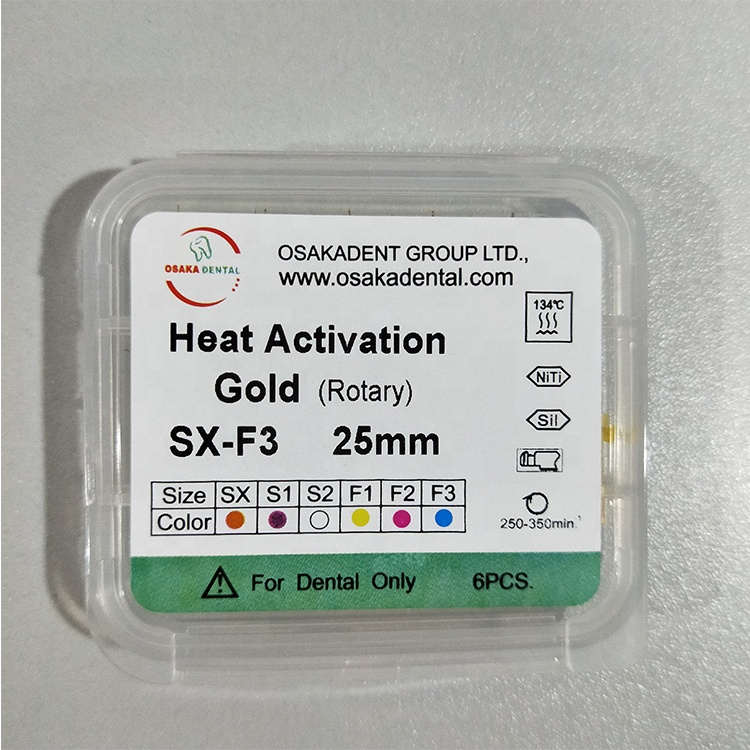 OSAKA DENTAL
OSAKADENT GROUP LTD.,
www.osakadental.com
134℃
Heat Activation
Gold (Rotary)
NiTi
Sil
SX-F3 25mm
Size SX S1 S2 F1 F2 F3
Color
250-350min.¹
For Dental Only 6PCS.